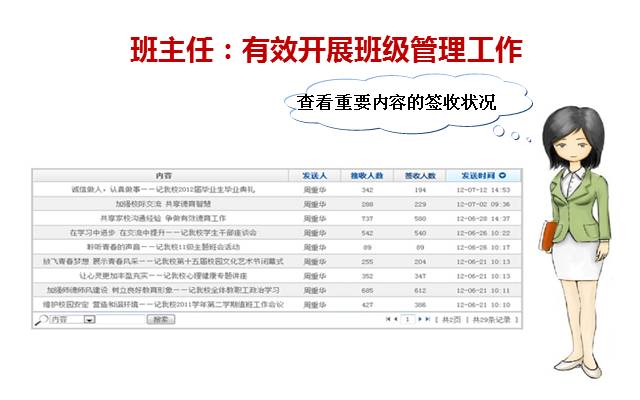 班主任：有效开展班级管理工作
查看重要内容的签收状况
内容 发送人 接收人数 签收人数 发送时间
诚信做人，认真做事——记我校2012届毕业生毕业典礼 周重华 342 194 12-07-12 14:53
加强校际交流 共享德育智慧 周重华 288 229 12-07-02 09:36
共享家校沟通经验 争做有效德育工作 周重华 737 580 12-06-28 14:37
在学习中进步 在交流中提升——记我校学生干部座谈会 周重华 542 540 12-06-26 10:22
聆听青春的声音——记我校11级主题班会活动 周重华 89 89 12-06-26 10:17
放飞青春梦想 展示青春风采——记我校第十五届校园文化艺术节闭幕式 周重华 255 204 12-06-21 10:13
让心灵更加丰盈充实——记我校心理健康专题讲座 周重华 352 347 12-06-21 10:13
加强师德师风建设 树立良好教育形象——记我校全体教职工政治学习 周重华 685 612 12-06-21 10:11
维护校园安定 营造和谐环境——记我校2011学年第二学期值班工作会议 周重华 427 386 12-06-21 10:10
内容 搜索 1 [ 共2页 | 共29条记录 ]